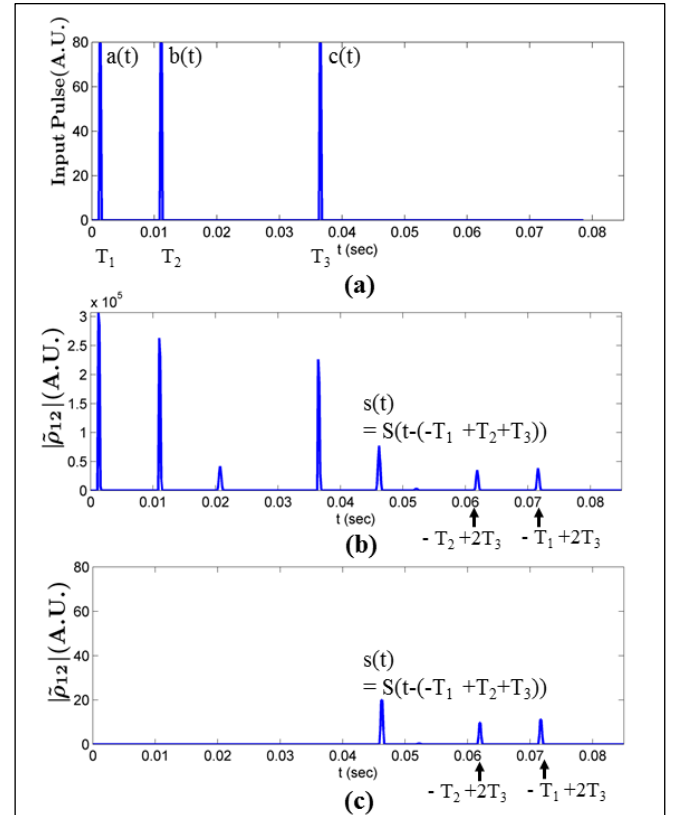 80
a(t) b(t) c(t)
60
40
20
0
Input Pulse(A.U.)
0 0.01 0.02 0.03 0.04 0.05 0.06 0.07 0.08
T₁ T₂ T₃ t (sec)
(a)
x 10⁵
3
2.5
2
1.5
1
0.5
0
|ρ̃₁₂|(A.U.)
s(t)
= S(t-(-T₁ +T₂+T₃))
0 0.01 0.02 0.03 0.04 0.05 0.06 0.07 0.08
t (sec)
- T₂ +2T₃ - T₁ +2T₃
(b)
80
60
40
20
0
|ρ̃₁₂|(A.U.)
s(t)
= S(t-(-T₁ +T₂+T₃))
0 0.01 0.02 0.03 0.04 0.05 0.06 0.07 0.08
t (sec)
- T₂ +2T₃ - T₁ +2T₃
(c)